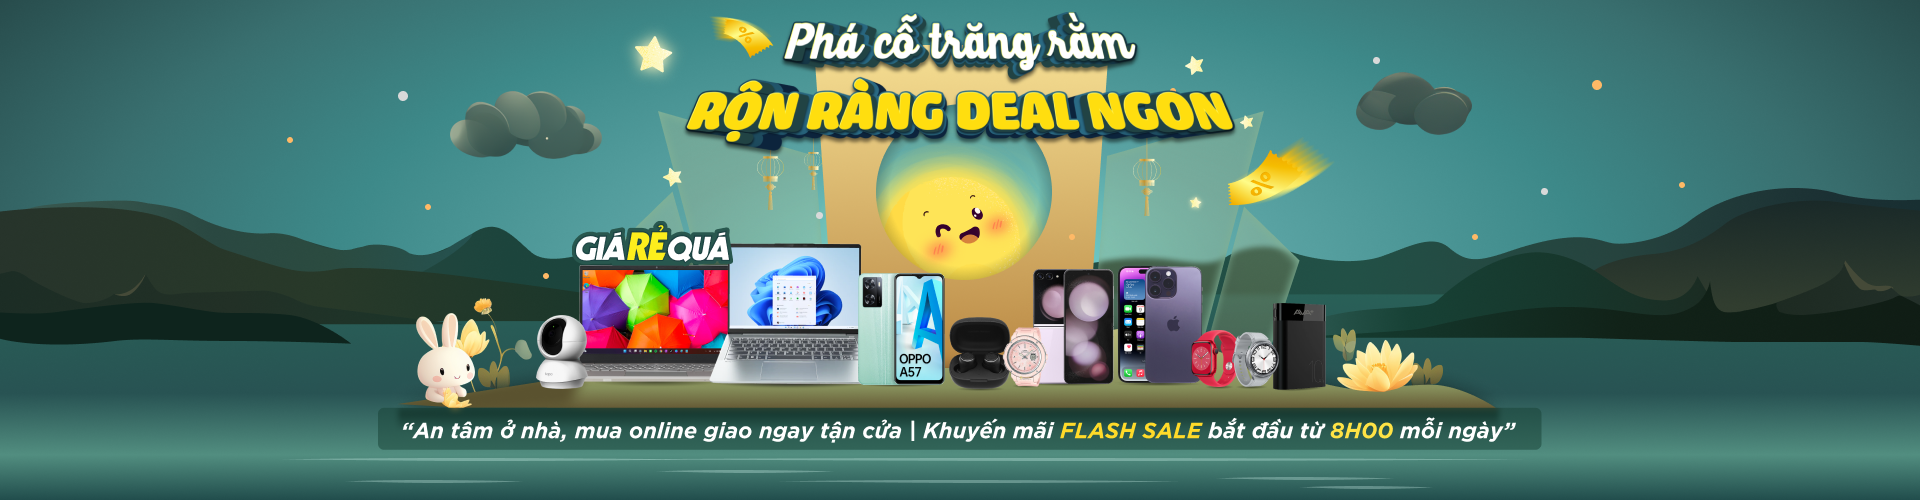 Phá cỗ trăng rằm
RỘN RÀNG DEAL NGON
GIÁ RẺ QUÁ
OPPO
A57
“An tâm ở nhà, mua online giao ngay tận cửa | Khuyến mãi FLASH SALE bắt đầu từ 8H00 mỗi ngày”